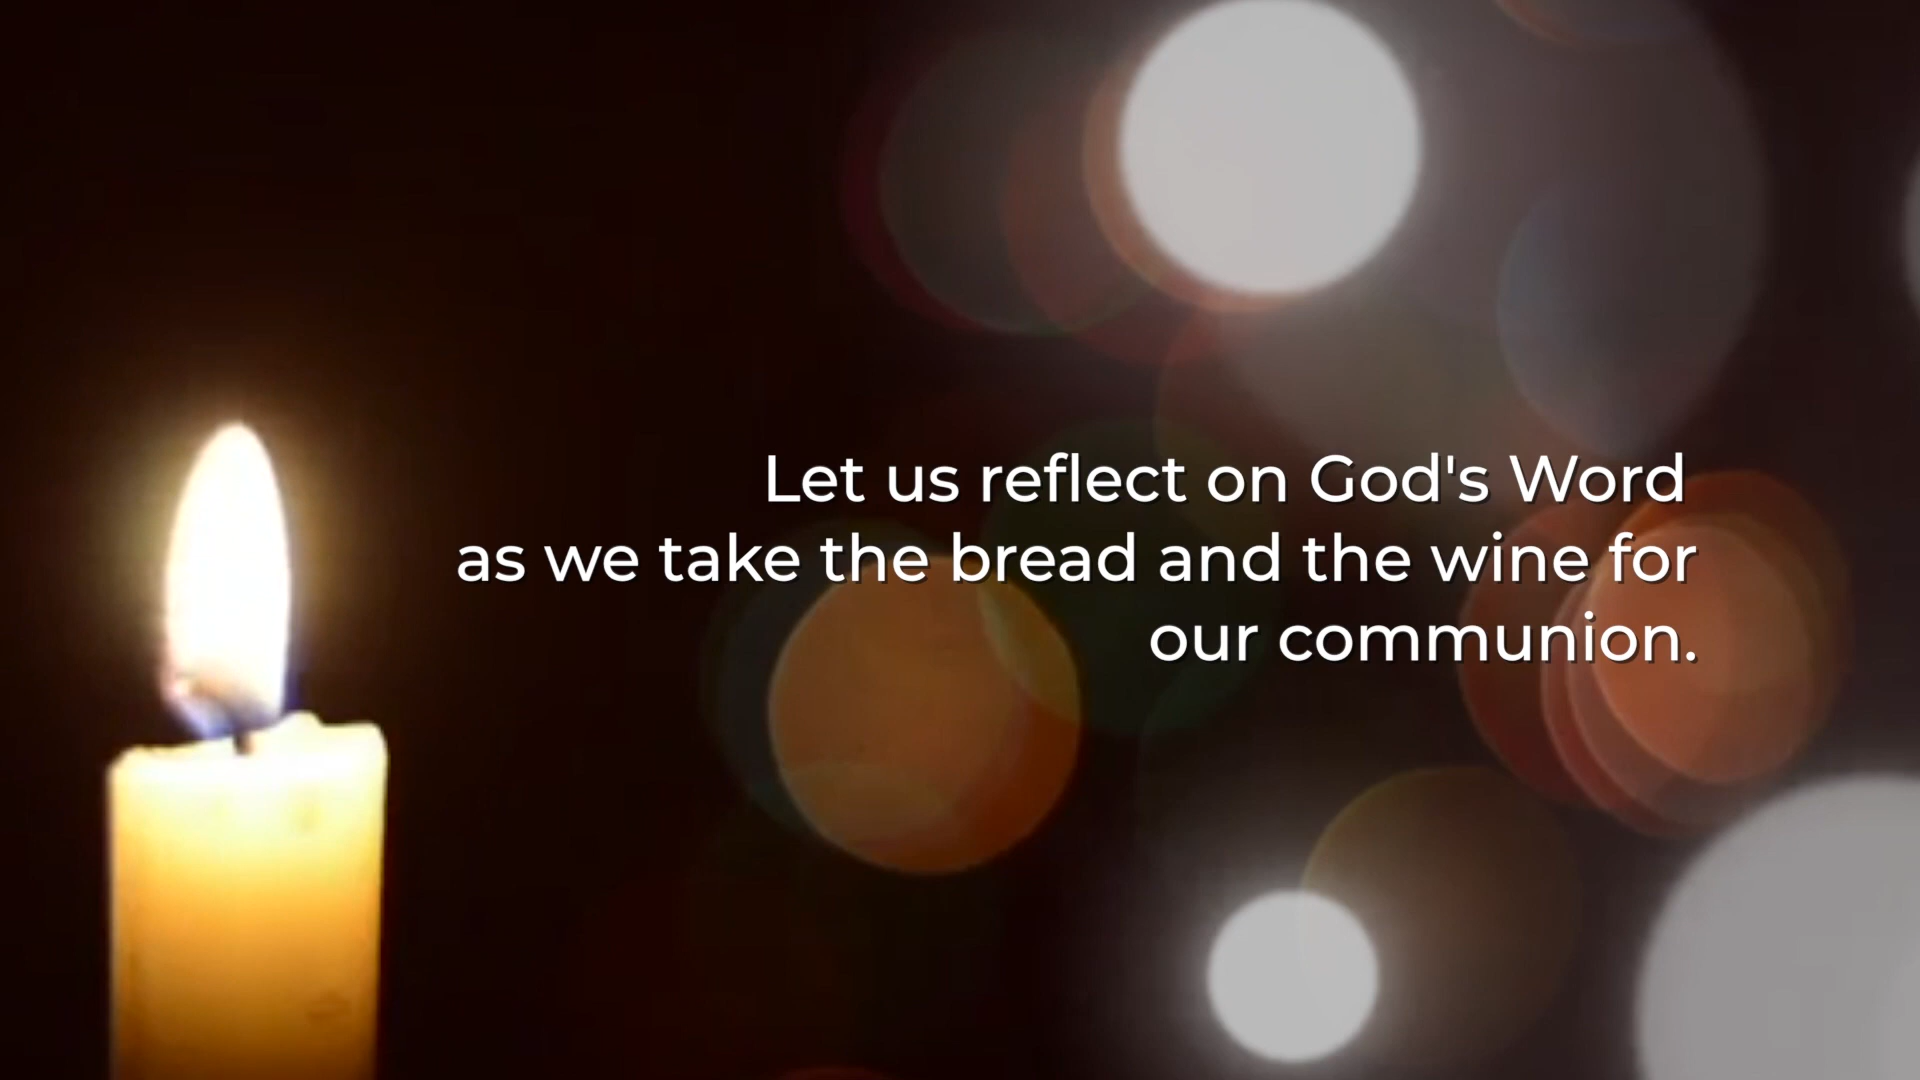 Let us reflect on God's Word
as we take the bread and the wine for
our communion.